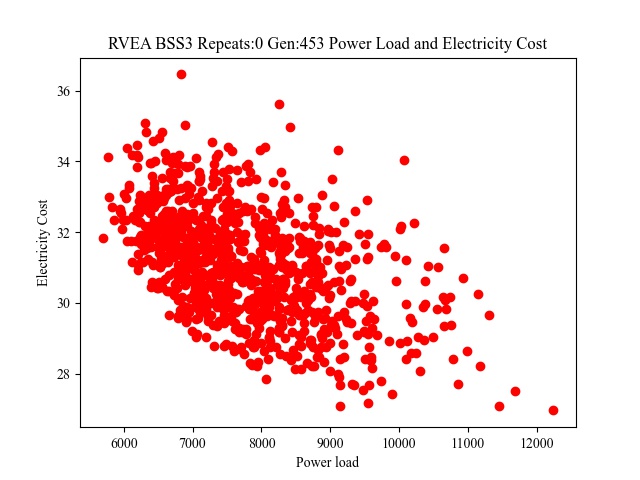 RVEA BSS3 Repeats:0 Gen:453 Power Load and Electricity Cost
Electricity Cost
36
34
32
30
28
6000 7000 8000 9000 10000 11000 12000
Power load